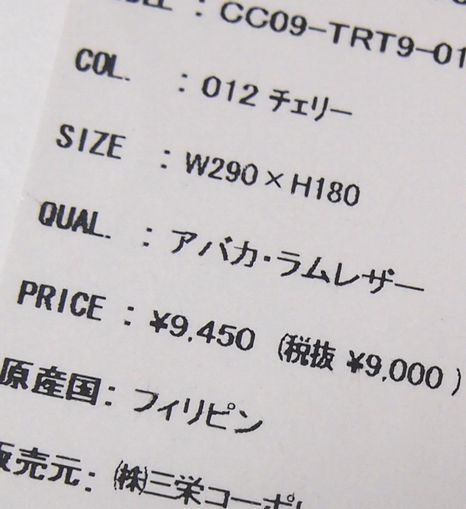 : CC09-TRT9-01
COL. : 012 チェリー
SIZE : W290×H180
QUAL. : アバカ・ラムレザー
PRICE : ¥9,450 (税抜 ¥9,000)
原産国: フィリピン
販売元: ㈱三栄コーポ